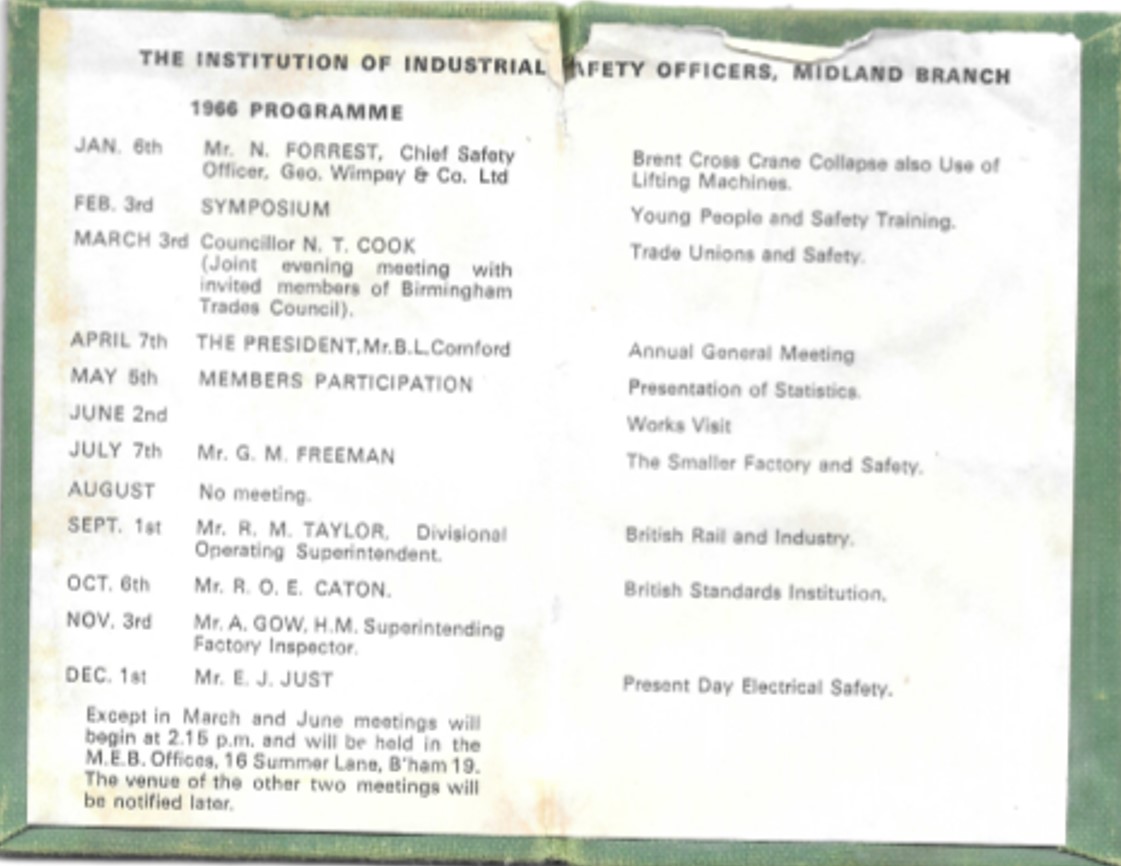 THE INSTITUTION OF INDUSTRIAL SAFETY OFFICERS, MIDLAND BRANCH
1966 PROGRAMME
JAN. 6th Mr. N. FORREST, Chief Safety Brent Cross Crane Collapse also Use of
Officer, Geo. Wimpey & Co. Ltd Lifting Machines.
FEB. 3rd SYMPOSIUM Young People and Safety Training.
MARCH 3rd Councillor N. T. COOK Trade Unions and Safety.
(Joint evening meeting with
invited members of Birmingham
Trades Council).
APRIL 7th THE PRESIDENT,Mr.B.L.Cornford Annual General Meeting
MAY 5th MEMBERS PARTICIPATION Presentation of Statistics.
JUNE 2nd Works Visit
JULY 7th Mr. G. M. FREEMAN The Smaller Factory and Safety.
AUGUST No meeting.
SEPT. 1st Mr. R. M. TAYLOR, Divisional British Rail and Industry.
Operating Superintendent.
OCT. 6th Mr. R. O. E. CATON. British Standards Institution.
NOV. 3rd Mr. A. GOW, H.M. Superintending
Factory Inspector.
DEC. 1st Mr. E. J. JUST Present Day Electrical Safety.
Except in March and June meetings will
begin at 2.15 p.m. and will be held in the
M.E.B. Offices, 16 Summer Lane, B'ham 19.
The venue of the other two meetings will
be notified later.